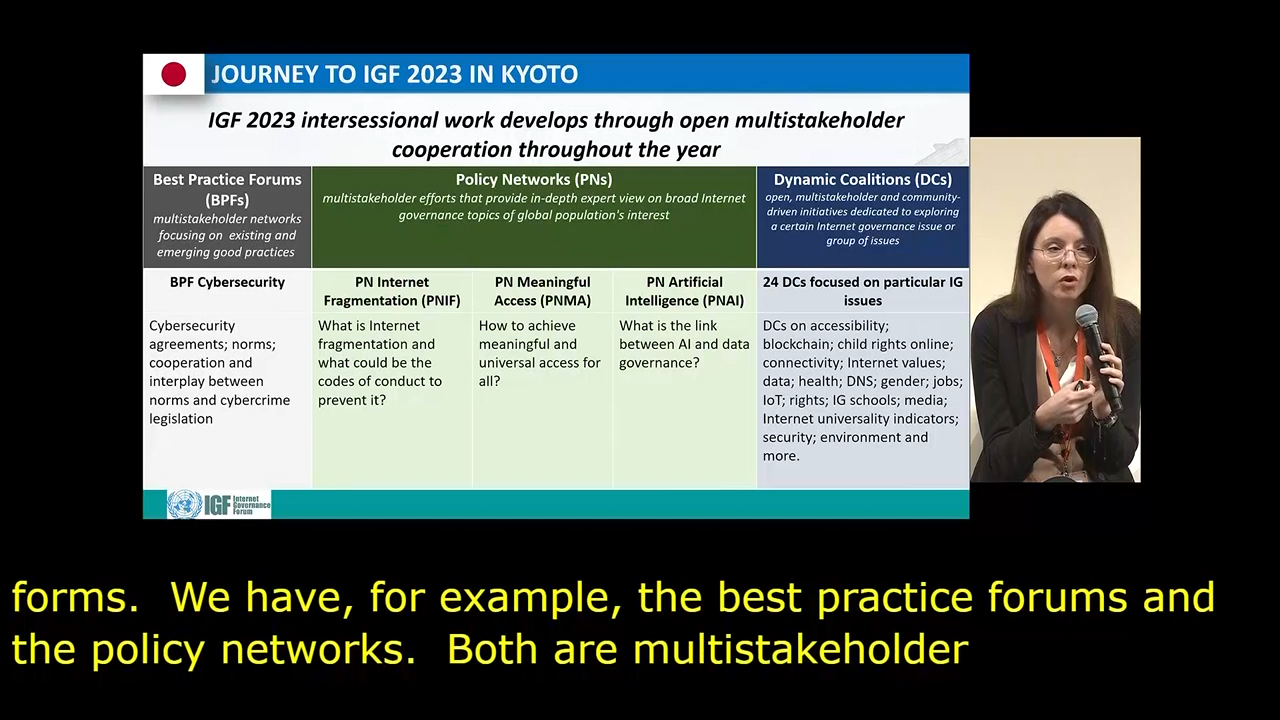 JOURNEY TO IGF 2023 IN KYOTO
IGF 2023 intersessional work develops through open multistakeholder
cooperation throughout the year
Best Practice Forums
(BPFs)
multistakeholder networks
focusing on existing and
emerging good practices
Policy Networks (PNs)
multistakeholder efforts that provide in-depth expert view on broad Internet
governance topics of global population's interest
Dynamic Coalitions (DCs)
open, multistakeholder and community-
driven initiatives dedicated to exploring
a certain Internet governance issue or
group of issues
BPF Cybersecurity
PN Internet
Fragmentation (PNIF)
PN Meaningful
Access (PNMA)
PN Artificial
Intelligence (PNAI)
24 DCs focused on particular IG
issues
Cybersecurity
agreements; norms;
cooperation and
interplay between
norms and cybercrime
legislation
What is Internet
fragmentation and
what could be the
codes of conduct to
prevent it?
How to achieve
meaningful and
universal access for
all?
What is the link
between AI and data
governance?
DCs on accessibility;
blockchain; child rights online;
connectivity; Internet values;
data; health; DNS; gender; jobs;
IoT; rights; IG schools; media;
Internet universality indicators;
security; environment and
more.
IGF
Internet
Governance
Forum
forms. We have, for example, the best practice forums and
the policy networks. Both are multistakeholder